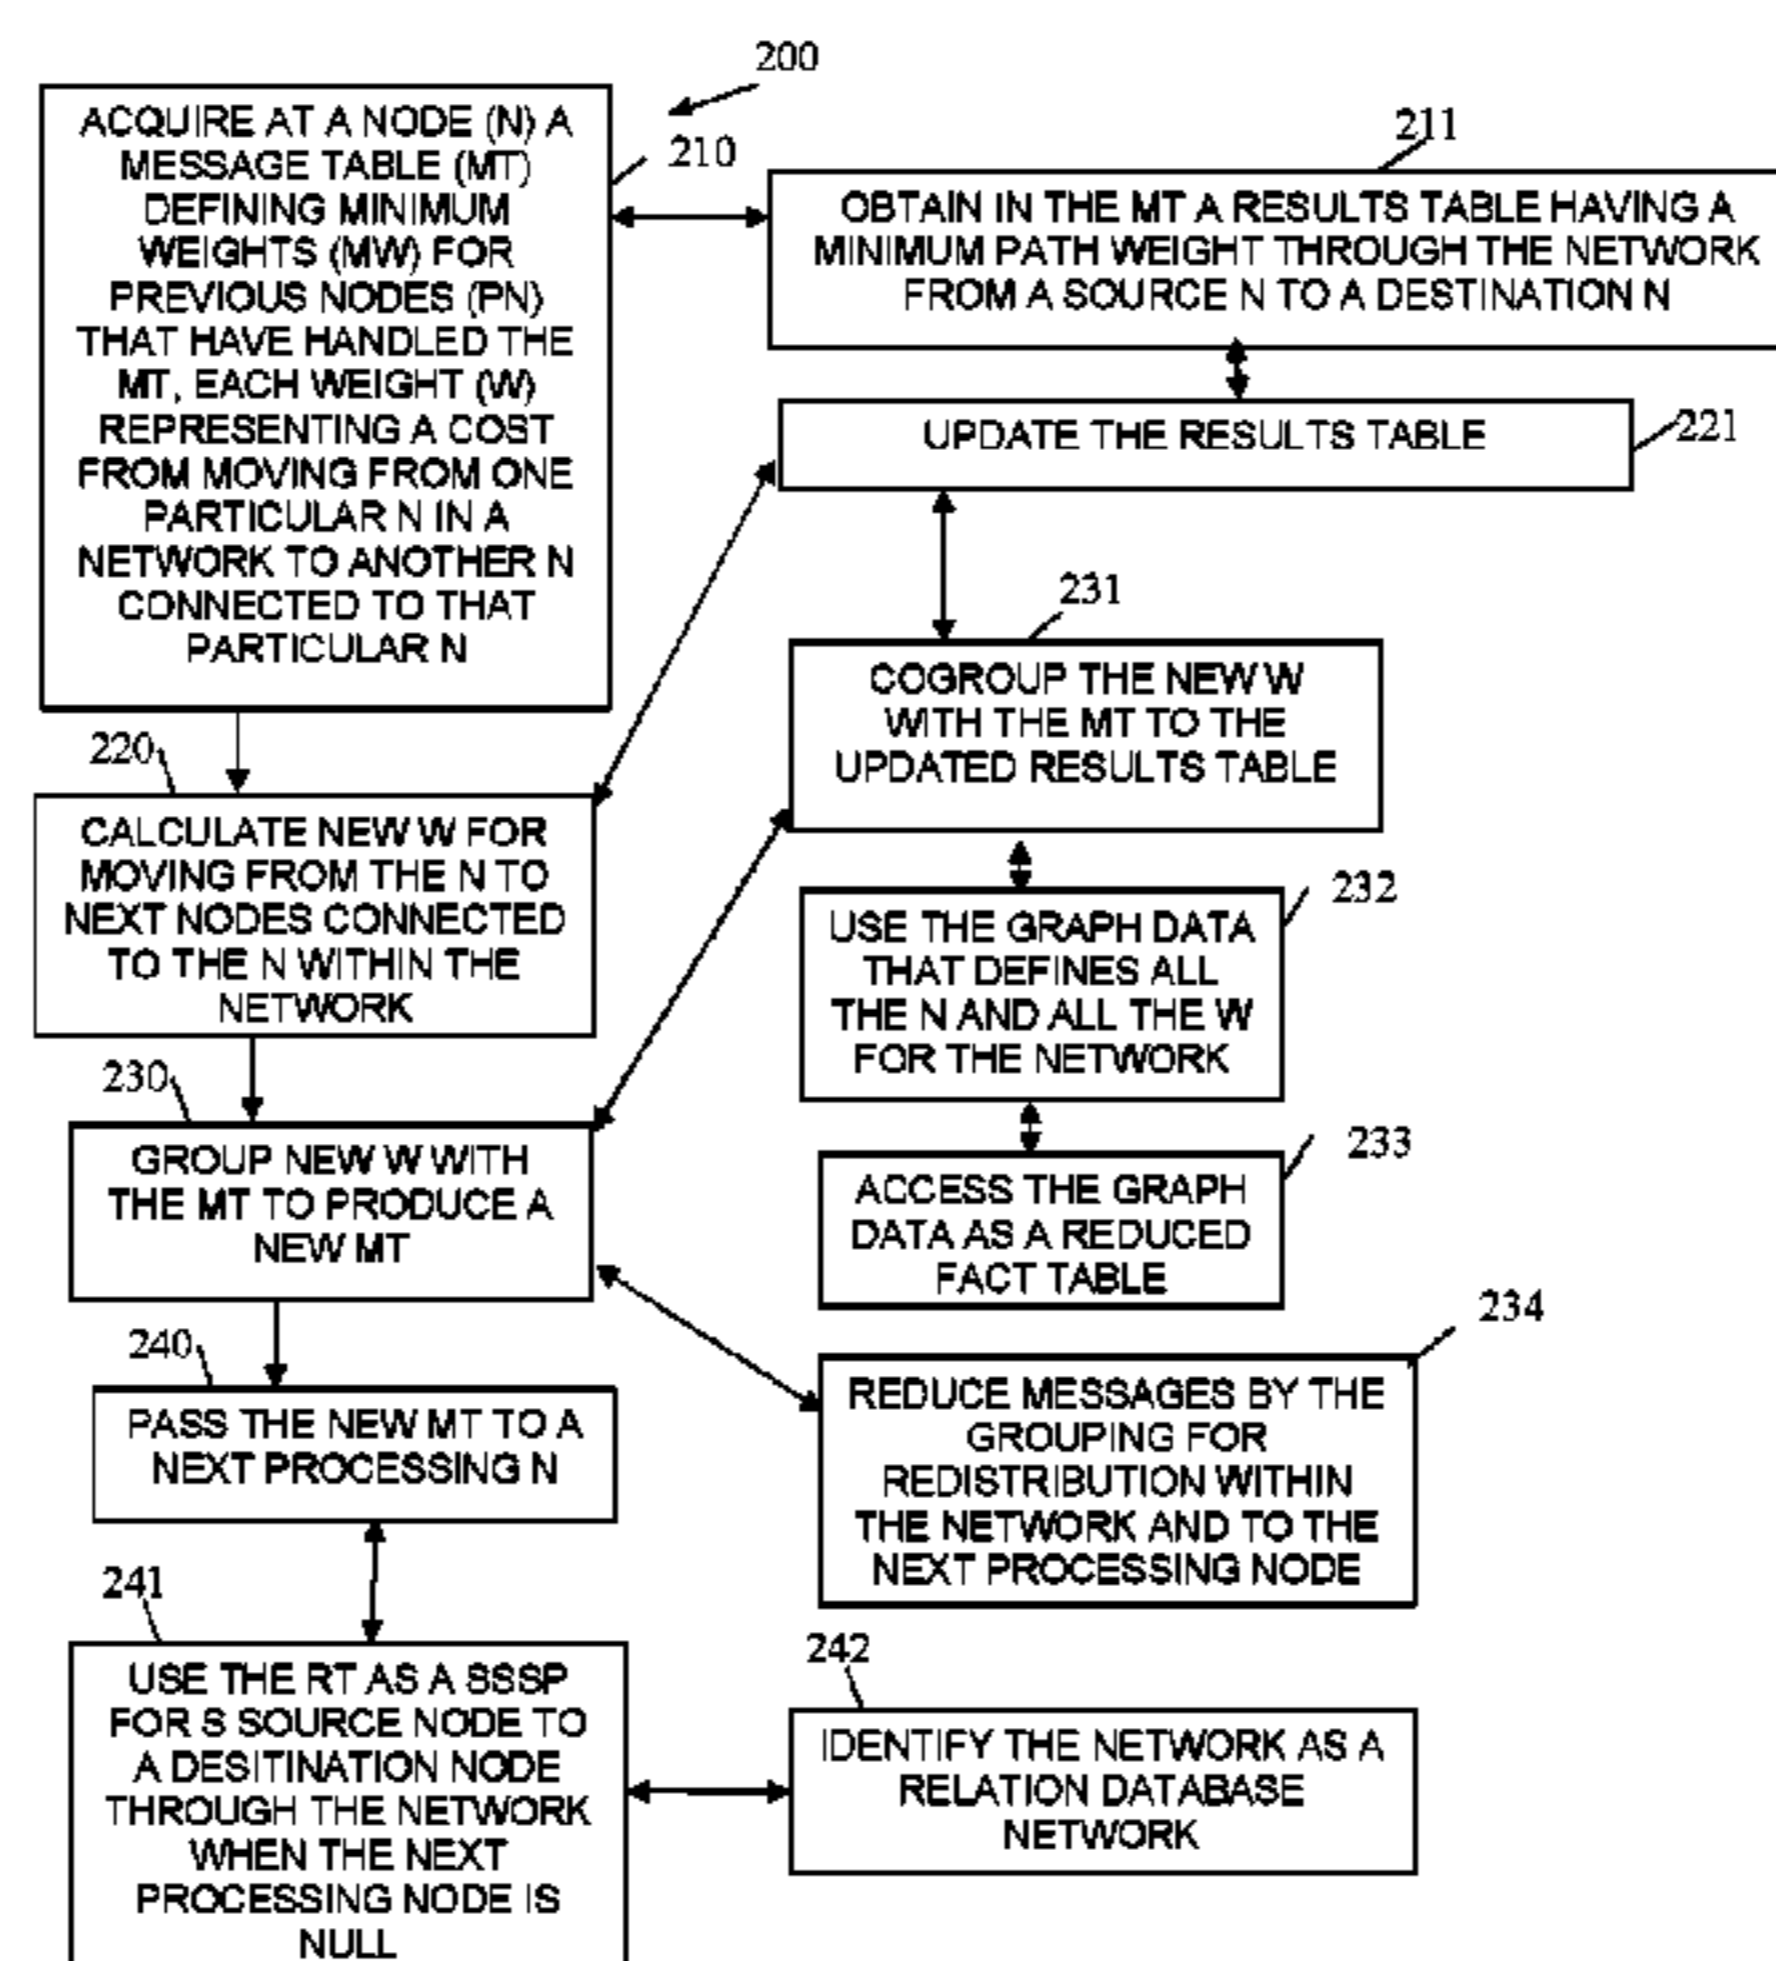 200
ACQUIRE AT A NODE (N) A
MESSAGE TABLE (MT)
DEFINING MINIMUM
WEIGHTS (MW) FOR
PREVIOUS NODES (PN)
THAT HAVE HANDLED THE
MT, EACH WEIGHT (W)
REPRESENTING A COST
FROM MOVING FROM ONE
PARTICULAR N IN A
NETWORK TO ANOTHER N
CONNECTED TO THAT
PARTICULAR N
210
211
OBTAIN IN THE MT A RESULTS TABLE HAVING A
MINIMUM PATH WEIGHT THROUGH THE NETWORK
FROM A SOURCE N TO A DESTINATION N
UPDATE THE RESULTS TABLE
221
231
COGROUP THE NEW W
WITH THE MT TO THE
UPDATED RESULTS TABLE
220
CALCULATE NEW W FOR
MOVING FROM THE N TO
NEXT NODES CONNECTED
TO THE N WITHIN THE
NETWORK
232
USE THE GRAPH DATA
THAT DEFINES ALL
THE N AND ALL THE W
FOR THE NETWORK
230
GROUP NEW W WITH
THE MT TO PRODUCE A
NEW MT
233
ACCESS THE GRAPH
DATA AS A REDUCED
FACT TABLE
234
REDUCE MESSAGES BY THE
GROUPING FOR
REDISTRIBUTION WITHIN
THE NETWORK AND TO THE
NEXT PROCESSING NODE
240
PASS THE NEW MT TO A
NEXT PROCESSING N
241
USE THE RT AS A SSSP
FOR S SOURCE NODE TO
A DESITINATION NODE
THROUGH THE NETWORK
WHEN THE NEXT
PROCESSING NODE IS
NULL
242
IDENTIFY THE NETWORK AS A
RELATION DATABASE
NETWORK